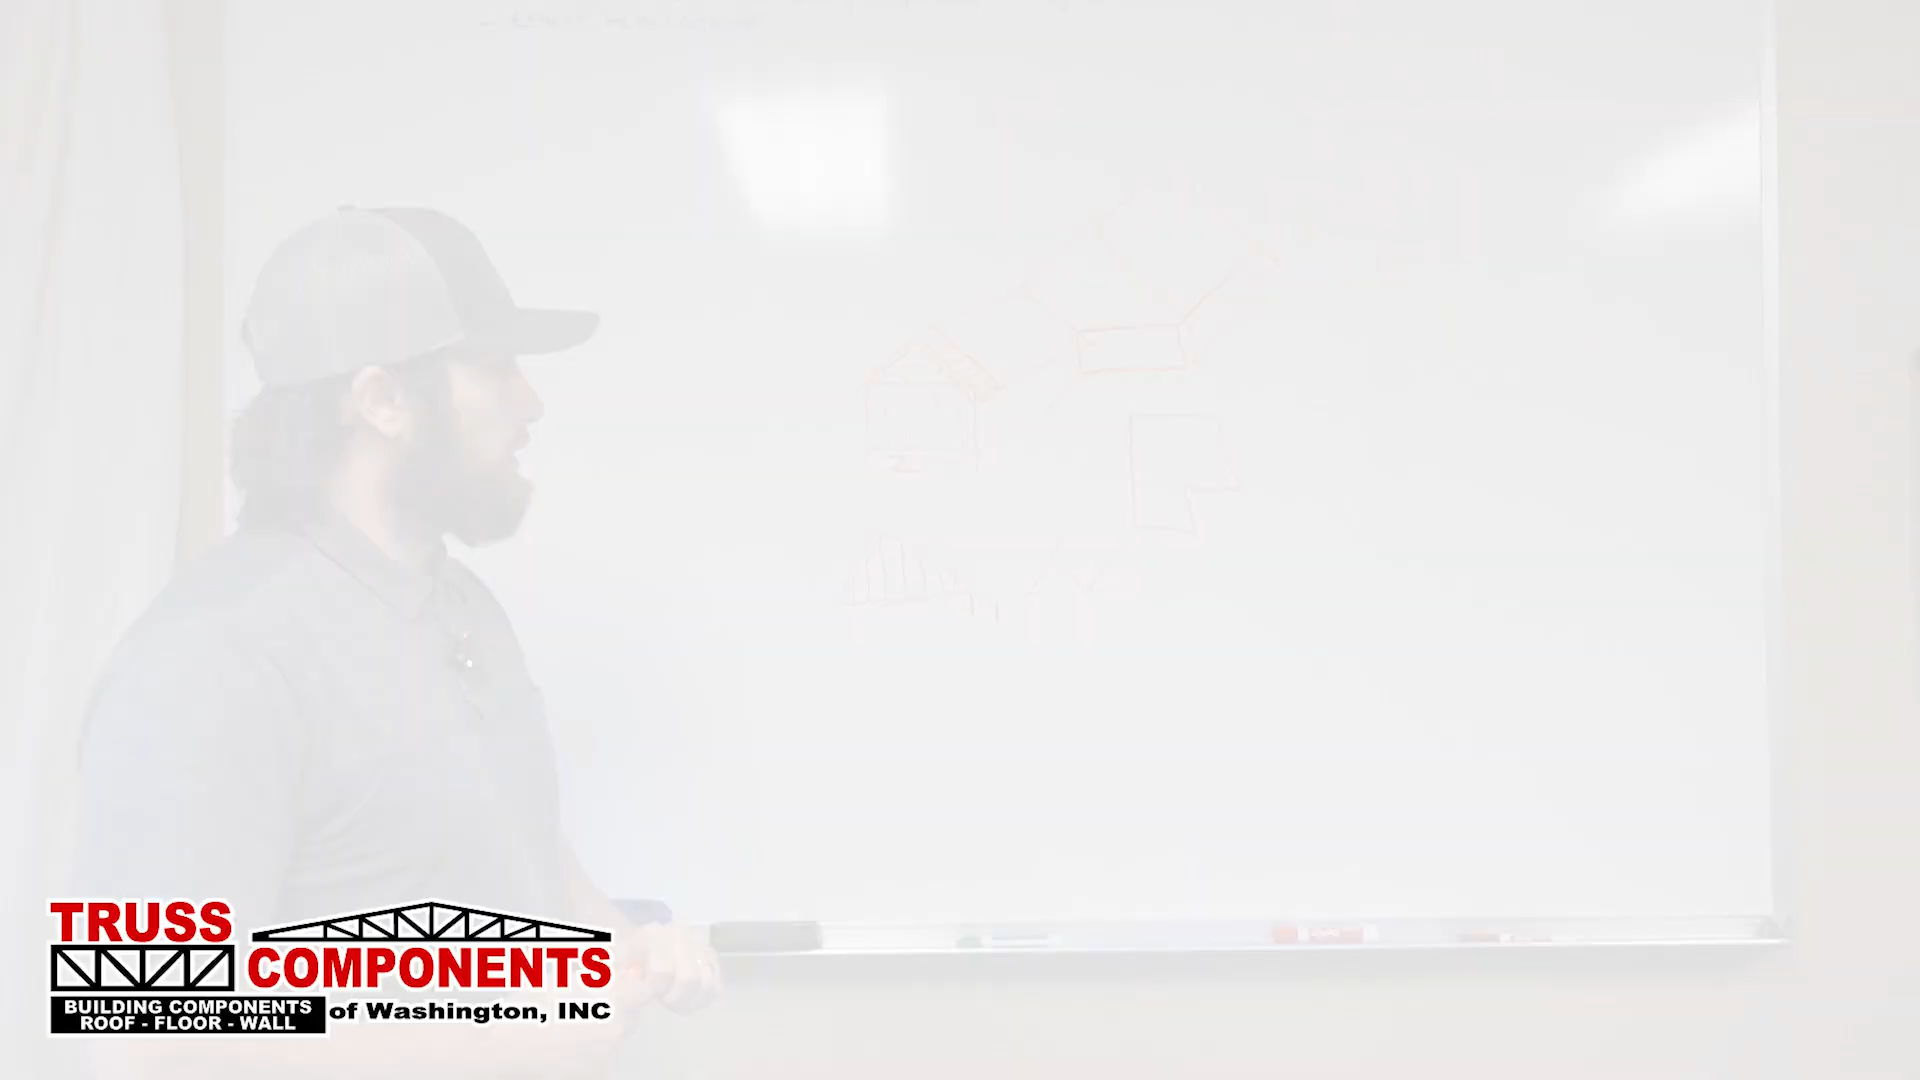 TRUSS
COMPONENTS
BUILDING COMPONENTS
ROOF - FLOOR - WALL
of Washington, INC